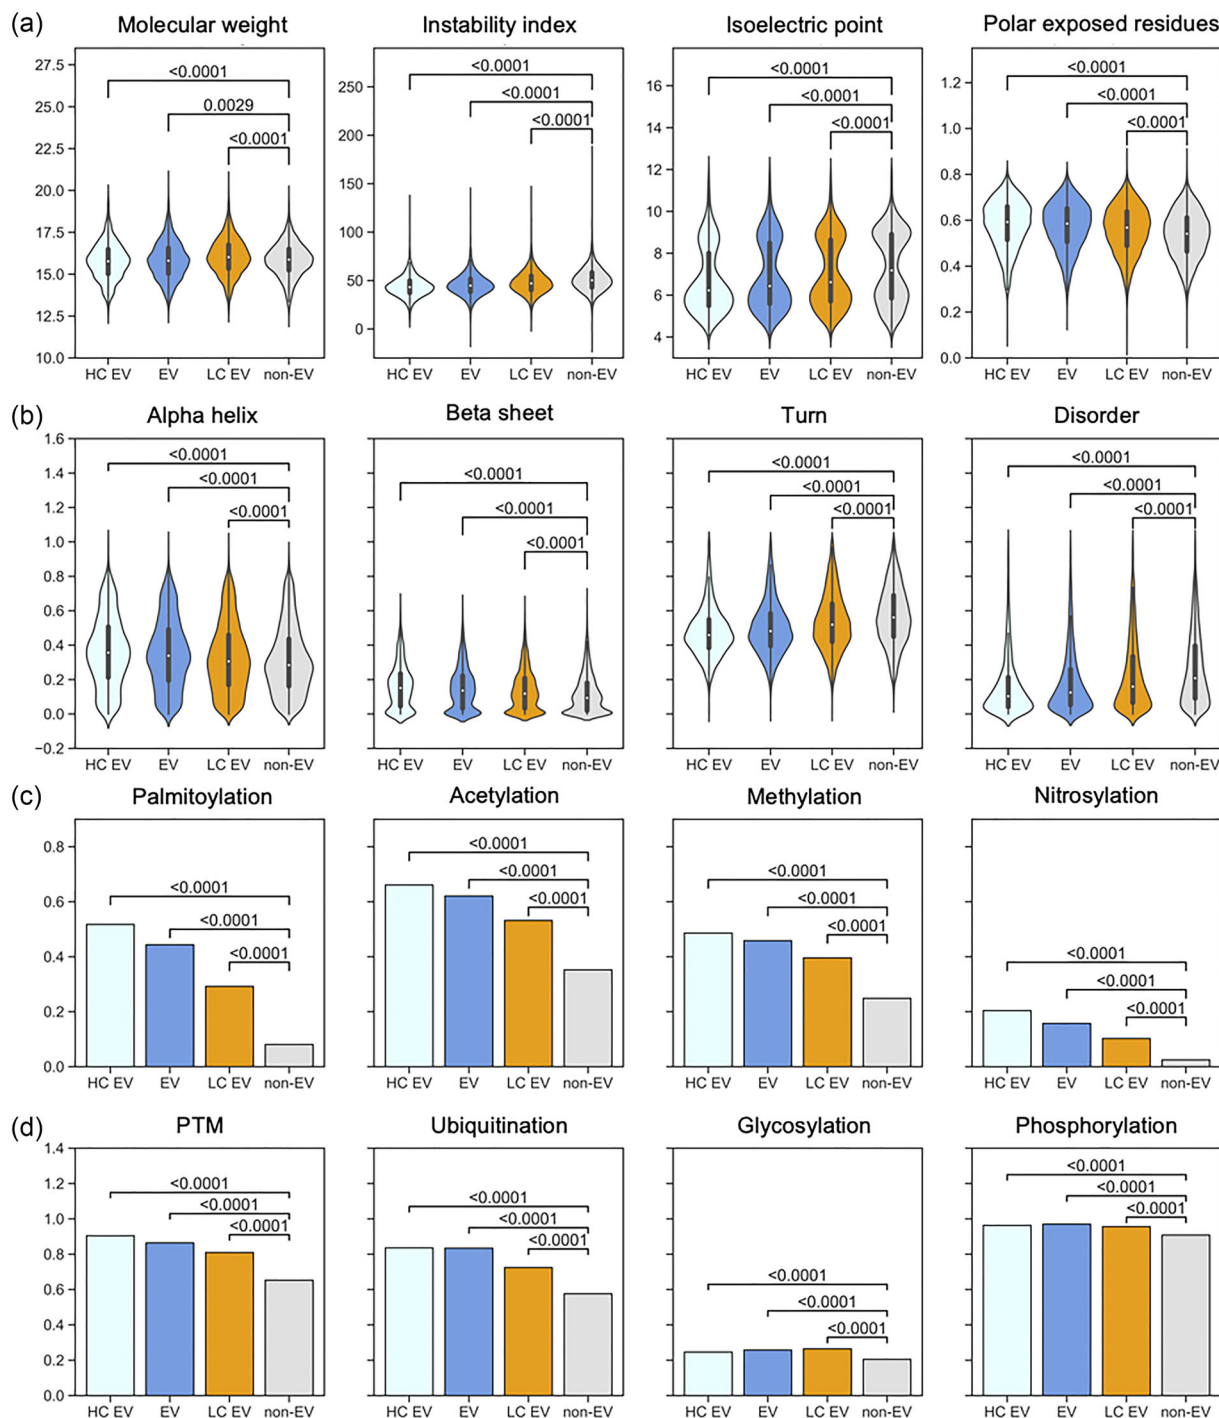 (a) Molecular weight Instability index Isoelectric point Polar exposed residues
27.5 25.0 22.5 20.0 17.5 15.0 12.5 10.0
<0.0001
0.0029
<0.0001
HC EV EV LC EV non-EV
250 200 150 100 50 0
<0.0001
<0.0001
<0.0001
HC EV EV LC EV non-EV
16 14 12 10 8 6 4
<0.0001
<0.0001
<0.0001
HC EV EV LC EV non-EV
1.2 1.0 0.8 0.6 0.4 0.2 0.0
<0.0001
<0.0001
<0.0001
HC EV EV LC EV non-EV
(b) Alpha helix Beta sheet Turn Disorder
1.6 1.4 1.2 1.0 0.8 0.6 0.4 0.2 0.0 −0.2
<0.0001
<0.0001
<0.0001
HC EV EV LC EV non-EV
<0.0001
<0.0001
<0.0001
HC EV EV LC EV non-EV
<0.0001
<0.0001
<0.0001
HC EV EV LC EV non-EV
<0.0001
<0.0001
<0.0001
HC EV EV LC EV non-EV
(c) Palmitoylation Acetylation Methylation Nitrosylation
0.8 0.6 0.4 0.2 0.0
<0.0001
<0.0001
<0.0001
HC EV EV LC EV non-EV
<0.0001
<0.0001
<0.0001
HC EV EV LC EV non-EV
<0.0001
<0.0001
<0.0001
HC EV EV LC EV non-EV
<0.0001
<0.0001
<0.0001
HC EV EV LC EV non-EV
(d) PTM Ubiquitination Glycosylation Phosphorylation
1.4 1.2 1.0 0.8 0.6 0.4 0.2 0.0
<0.0001
<0.0001
<0.0001
HC EV EV LC EV non-EV
<0.0001
<0.0001
<0.0001
HC EV EV LC EV non-EV
<0.0001
<0.0001
<0.0001
HC EV EV LC EV non-EV
<0.0001
<0.0001
<0.0001
HC EV EV LC EV non-EV